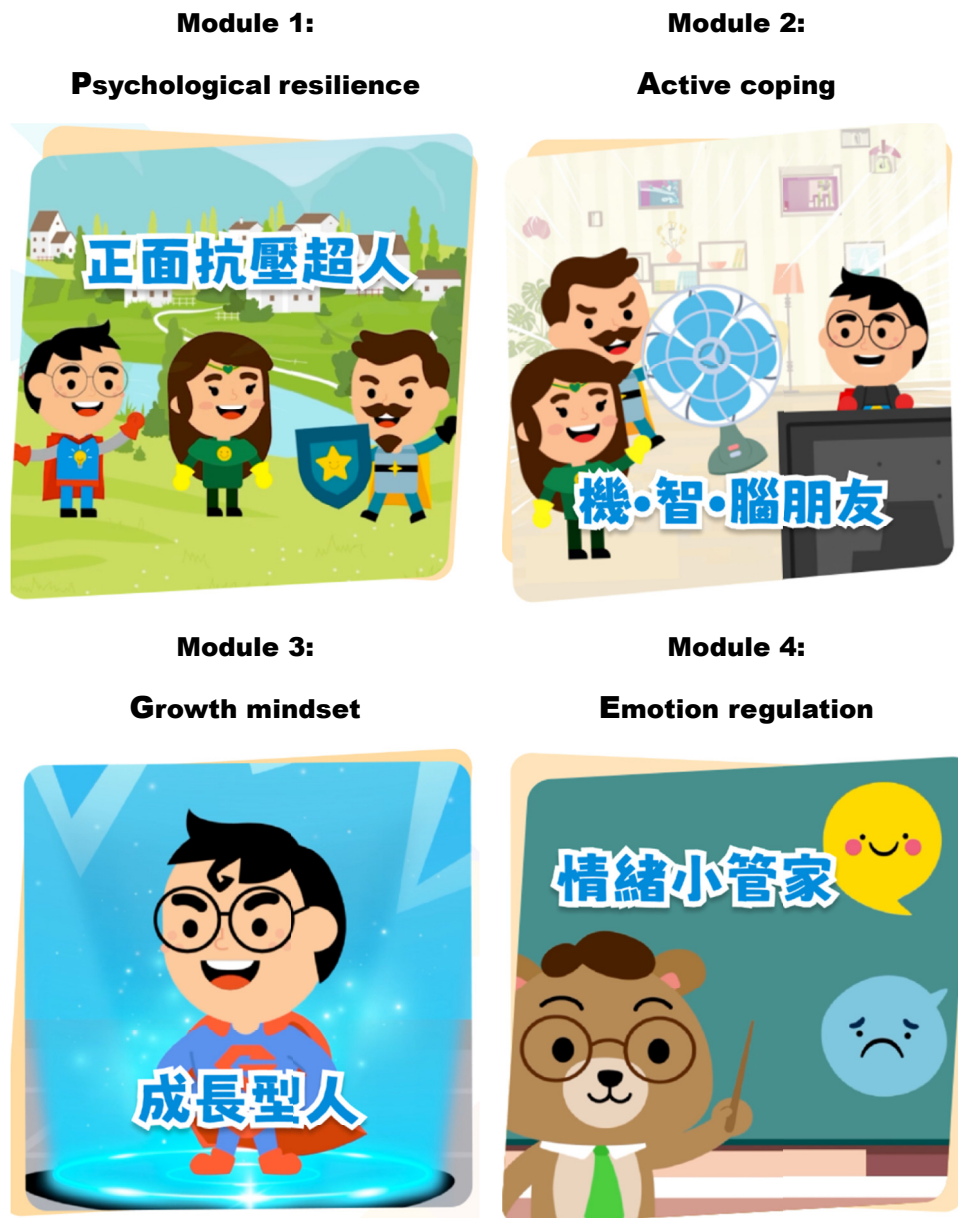 Module 1:
Psychological resilience
正面抗壓超人
Module 2:
Active coping
機•智•腦朋友
Module 3:
Growth mindset
成長型人
Module 4:
Emotion regulation
情緒小管家